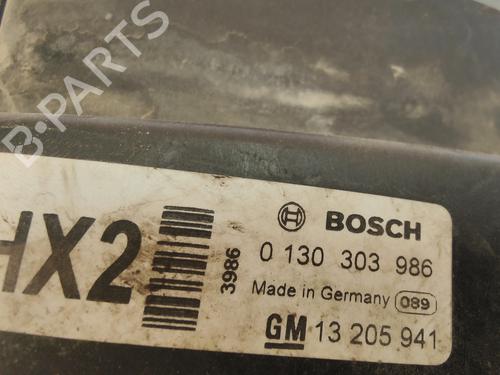 B-PARTS
HX2
3986
BOSCH
0 130 303 986
Made in Germany 089
GM 13 205 941